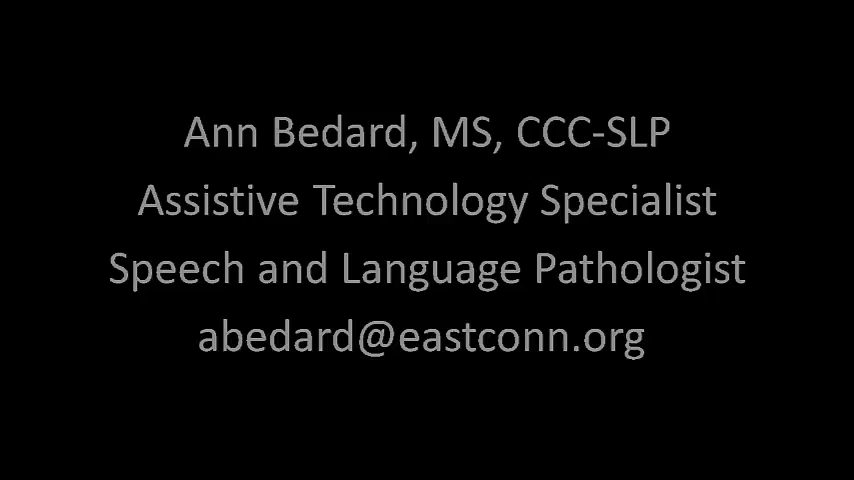 Ann Bedard, MS, CCC-SLP
Assistive Technology Specialist
Speech and Language Pathologist
abedard@eastconn.org